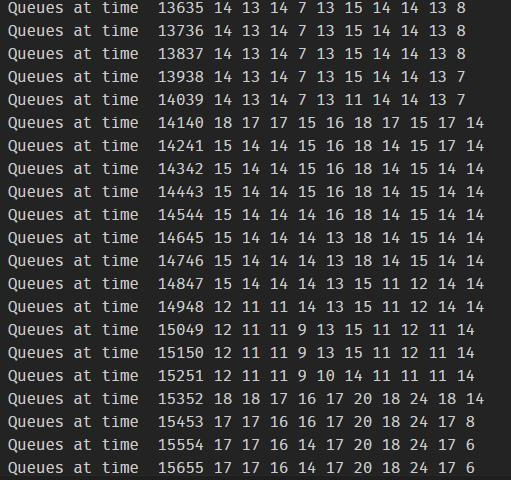 Queues at time  13635 14 13 14 7 13 15 14 14 13 8
Queues at time  13736 14 13 14 7 13 15 14 14 13 8
Queues at time  13837 14 13 14 7 13 15 14 14 13 8
Queues at time  13938 14 13 14 7 13 15 14 14 13 7
Queues at time  14039 14 13 14 7 13 11 14 14 13 7
Queues at time  14140 18 17 17 15 16 18 17 15 17 14
Queues at time  14241 15 14 14 15 16 18 14 15 17 14
Queues at time  14342 15 14 14 15 16 18 14 15 14 14
Queues at time  14443 15 14 14 15 16 18 14 15 14 14
Queues at time  14544 15 14 14 14 16 18 14 15 14 14
Queues at time  14645 15 14 14 14 13 18 14 15 14 14
Queues at time  14746 15 14 14 14 13 18 14 15 14 14
Queues at time  14847 15 14 14 14 13 15 11 12 14 14
Queues at time  14948 12 11 11 14 13 15 11 12 14 14
Queues at time  15049 12 11 11 9 13 15 11 12 11 14
Queues at time  15150 12 11 11 9 13 15 11 12 11 14
Queues at time  15251 12 11 11 9 10 14 11 11 11 14
Queues at time  15352 18 18 17 16 17 20 18 24 18 14
Queues at time  15453 17 17 16 16 17 20 18 24 17 8
Queues at time  15554 17 17 16 14 17 20 18 24 17 6
Queues at time  15655 17 17 16 14 17 20 18 24 17 6